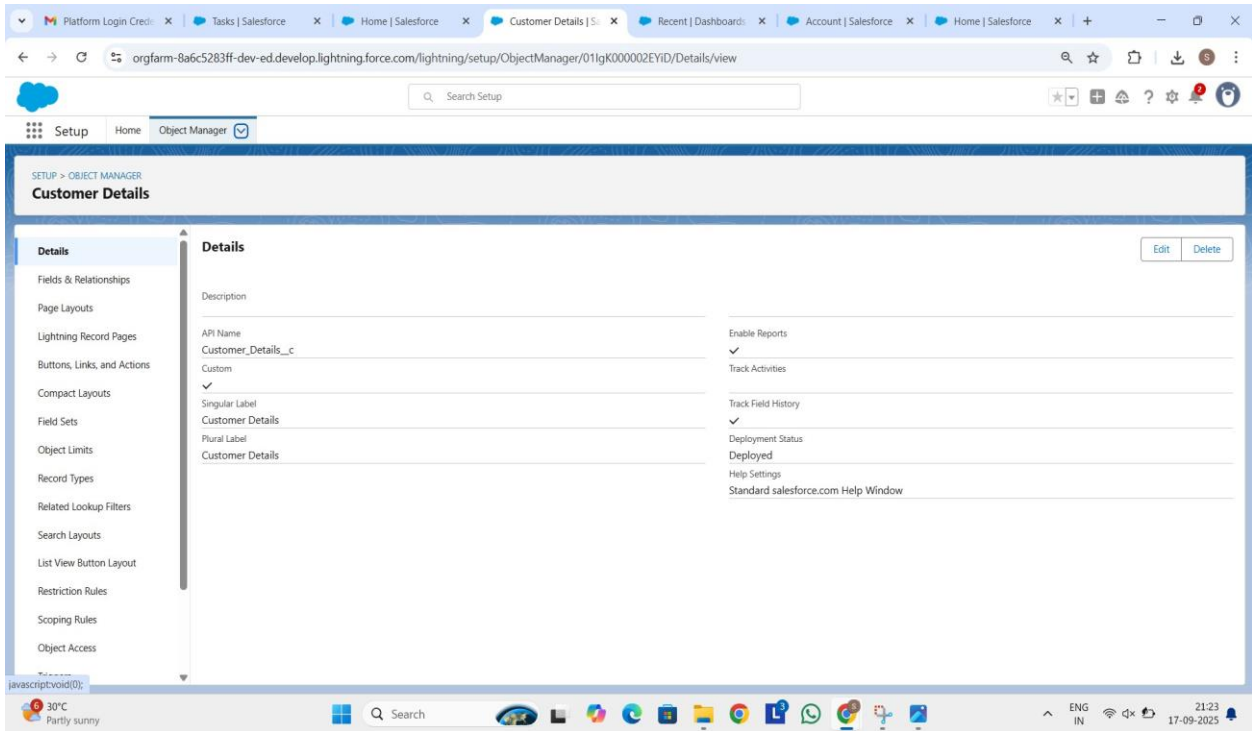 Platform Login Crede
Tasks | Salesforce
Home | Salesforce
Customer Details | Sa
Recent | Dashboards
Account | Salesforce
Home | Salesforce
orgfarm-8a6c5283ff-dev-ed.develop.lightning.force.com/lightning/setup/ObjectManager/01IgK000002EYiD/Details/view
S
Search Setup
2
Setup
Home
Object Manager
SETUP > OBJECT MANAGER
Customer Details
Details
Fields & Relationships
Page Layouts
Lightning Record Pages
Buttons, Links, and Actions
Compact Layouts
Field Sets
Object Limits
Record Types
Related Lookup Filters
Search Layouts
List View Button Layout
Restriction Rules
Scoping Rules
Object Access
Details
Edit
Delete
Description
API Name
Customer_Details__c
Custom
Singular Label
Customer Details
Plural Label
Customer Details
Enable Reports
Track Activities
Track Field History
Deployment Status
Deployed
Help Settings
Standard salesforce.com Help Window
javascript:void(0);
6
30°C
Partly sunny
Search
3
ENG
IN
21:23
17-09-2025